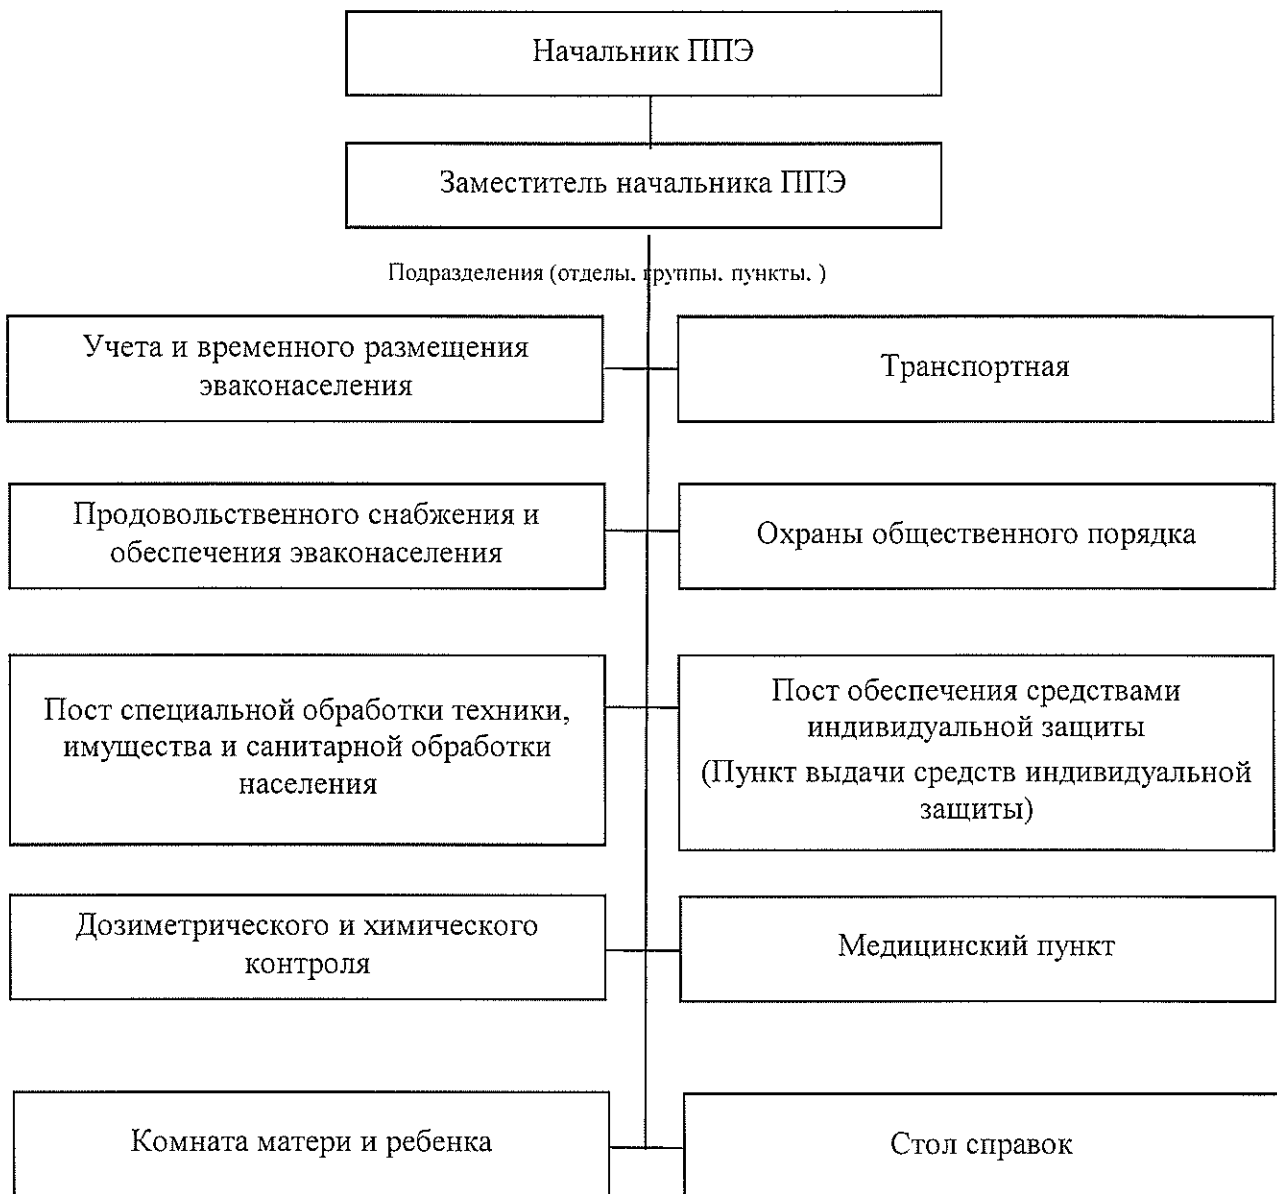 Начальник ППЭ
Заместитель начальника ППЭ
Подразделения (отделы. группы. пункты. )
Учета и временного размещения
эваконаселения
Транспортная
Продовольственного снабжения и
обеспечения эваконаселения
Охраны общественного порядка
Пост специальной обработки техники,
имущества и санитарной обработки
населения
Пост обеспечения средствами
индивидуальной защиты
(Пункт выдачи средств индивидуальной
защиты)
Дозиметрического и химического
контроля
Медицинский пункт
Комната матери и ребенка
Стол справок